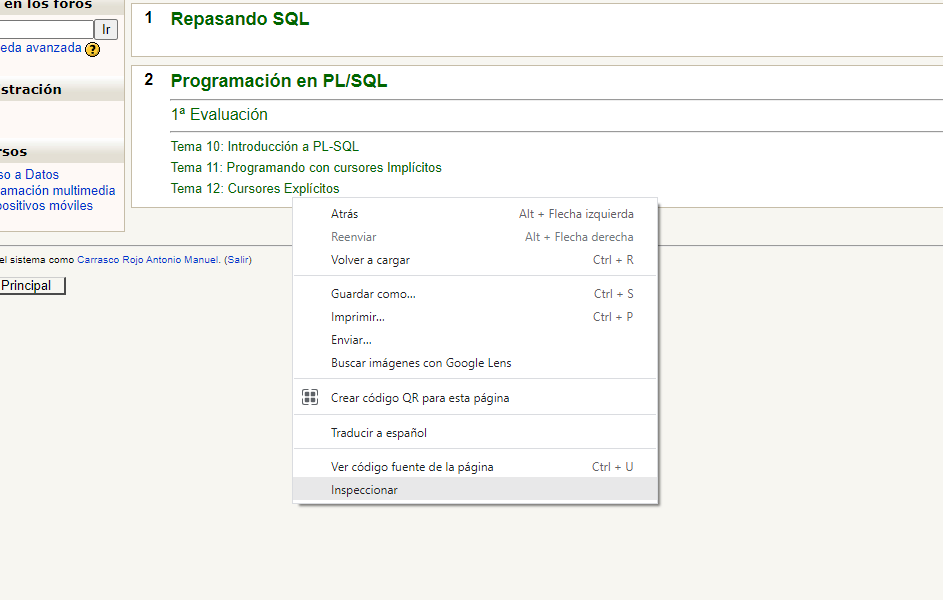 en los foros
Ir
eda avanzada ?
stración
rsos
so a Datos
amación multimedia
positivos móviles
1 Repasando SQL
2 Programación en PL/SQL
1ª Evaluación
Tema 10: Introducción a PL-SQL
Tema 11: Programando con cursores Implícitos
Tema 12: Cursores Explícitos
el sistema como Carrasco Rojo Antonio Manuel. (Salir)
Principal
Atrás Alt + Flecha izquierda
Reenviar Alt + Flecha derecha
Volver a cargar Ctrl + R
Guardar como... Ctrl + S
Imprimir... Ctrl + P
Enviar...
Buscar imágenes con Google Lens
Crear código QR para esta página
Traducir a español
Ver código fuente de la página Ctrl + U
Inspeccionar